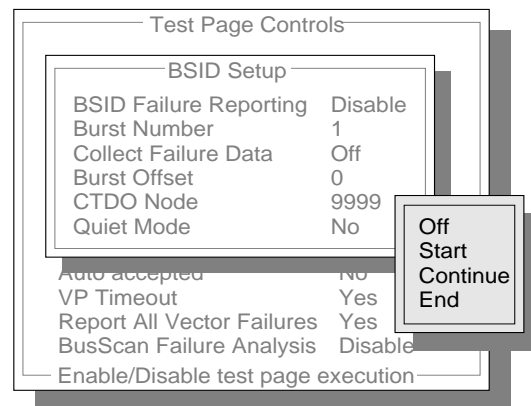 Test Page Controls
BSID Setup
BSID Failure Reporting Disable
Burst Number 1
Collect Failure Data Off
Burst Offset 0
CTDO Node 9999
Quiet Mode No
Off
Start
Continue
End
Auto accepted No
VP Timeout Yes
Report All Vector Failures Yes
BusScan Failure Analysis Disable
Enable/Disable test page execution